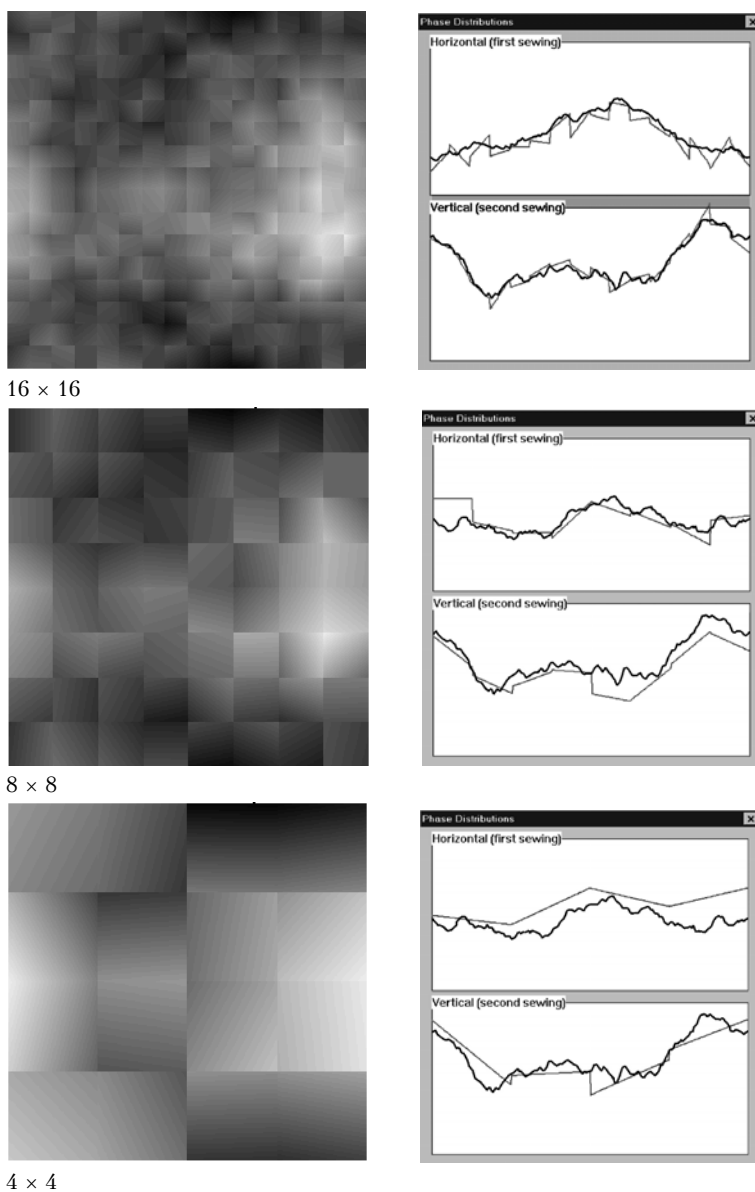 Phase Distributions
Horizontal (first sewing)
Vertical (second sewing)
16 × 16
Phase Distributions
Horizontal (first sewing)
Vertical (second sewing)
8 × 8
Phase Distributions
Horizontal (first sewing)
Vertical (second sewing)
4 × 4